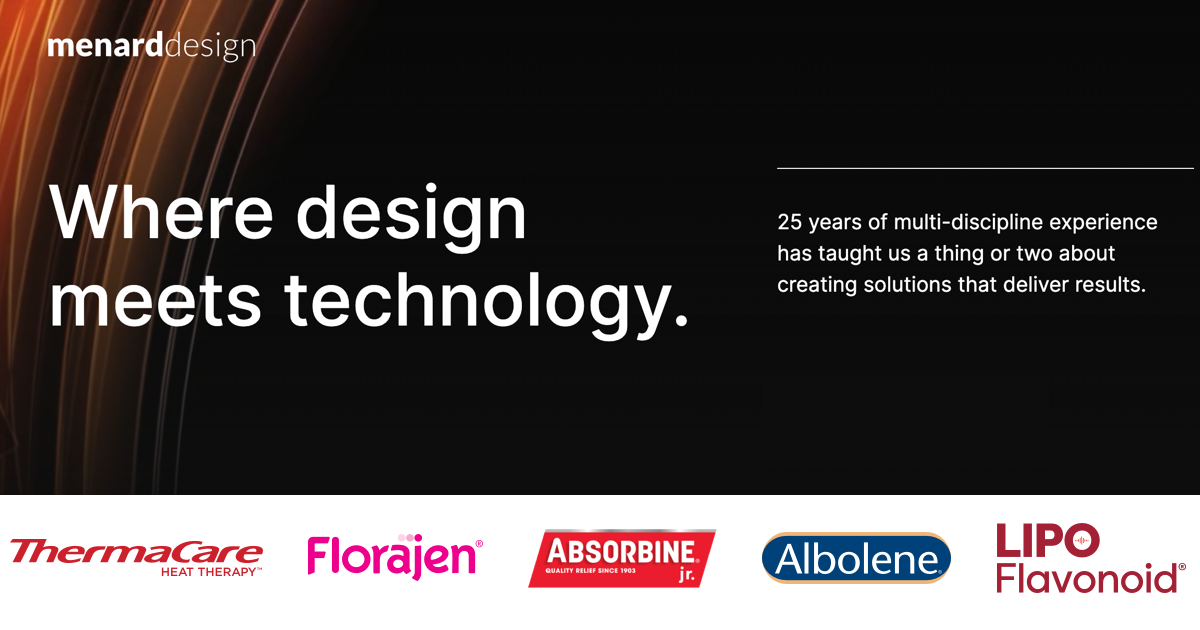 menarddesign
Where design
meets technology.
25 years of multi-discipline experience
has taught us a thing or two about
creating solutions that deliver results.
ThermaCare
HEAT THERAPY™
Florajen®
ABSORBINE®
QUALITY RELIEF SINCE 1903
jr.
Albolene®
LIPO
Flavonoid®